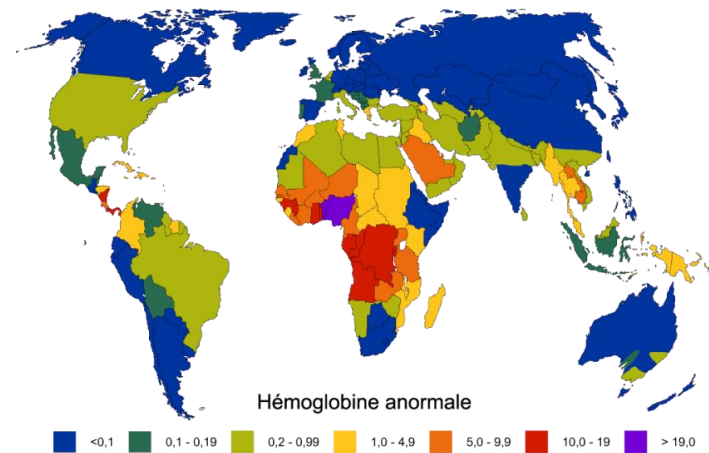 Hémoglobine anormale
<0,1 0,1 - 0,19 0,2 - 0,99 1,0 - 4,9 5,0 - 9,9 10,0 - 19 > 19,0